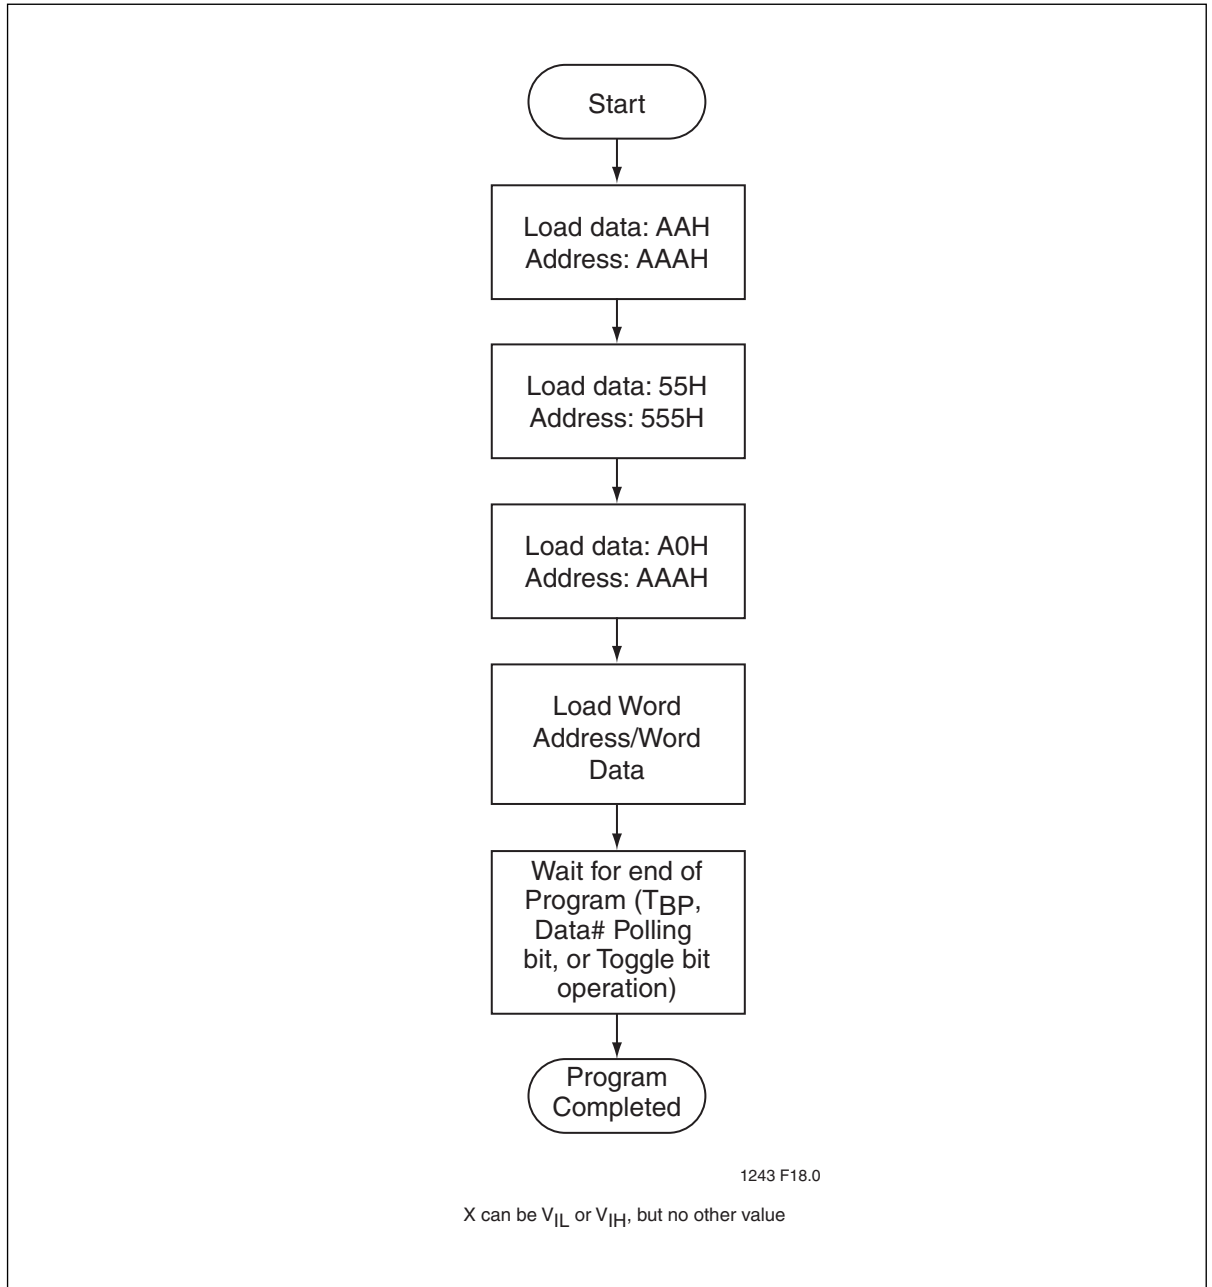 Start
Load data: AAH
Address: AAAH
Load data: 55H
Address: 555H
Load data: A0H
Address: AAAH
Load Word
Address/Word
Data
Wait for end of
Program (TBP,
Data# Polling
bit, or Toggle bit
operation)
Program
Completed
1243 F18.0
X can be VIL or VIH, but no other value